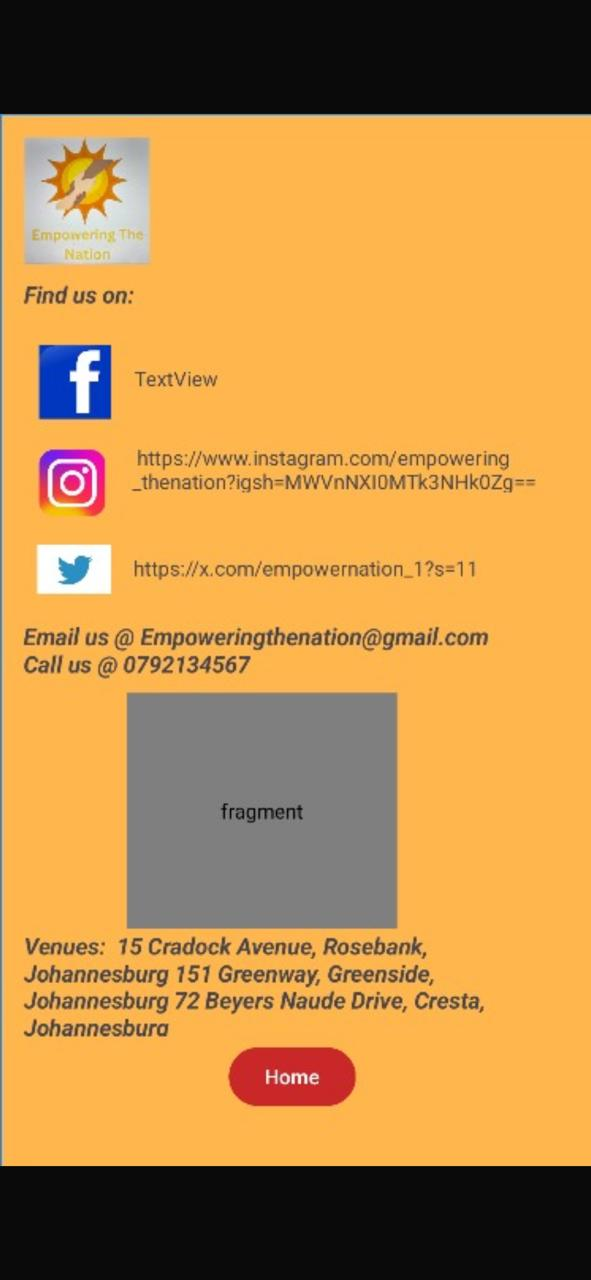 Empowering The
Nation
Find us on:
TextView
https://www.instagram.com/empowering
_thenation?igsh=MWVnNXI0MTk3NHk0Zg==
https://x.com/empowernation_1?s=11
Email us @ Empoweringthenation@gmail.com
Call us @ 0792134567
fragment
Venues:  15 Cradock Avenue, Rosebank,
Johannesburg 151 Greenway, Greenside,
Johannesburg 72 Beyers Naude Drive, Cresta,
Johannesburg
Home